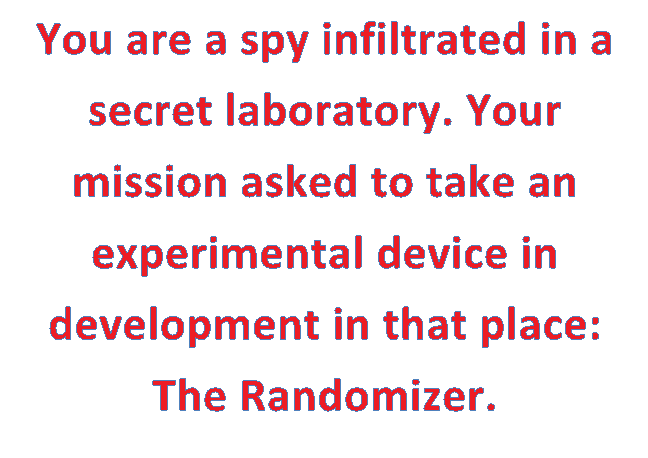 You are a spy infiltrated in a
secret laboratory. Your
mission asked to take an
experimental device in
development in that place:
The Randomizer.